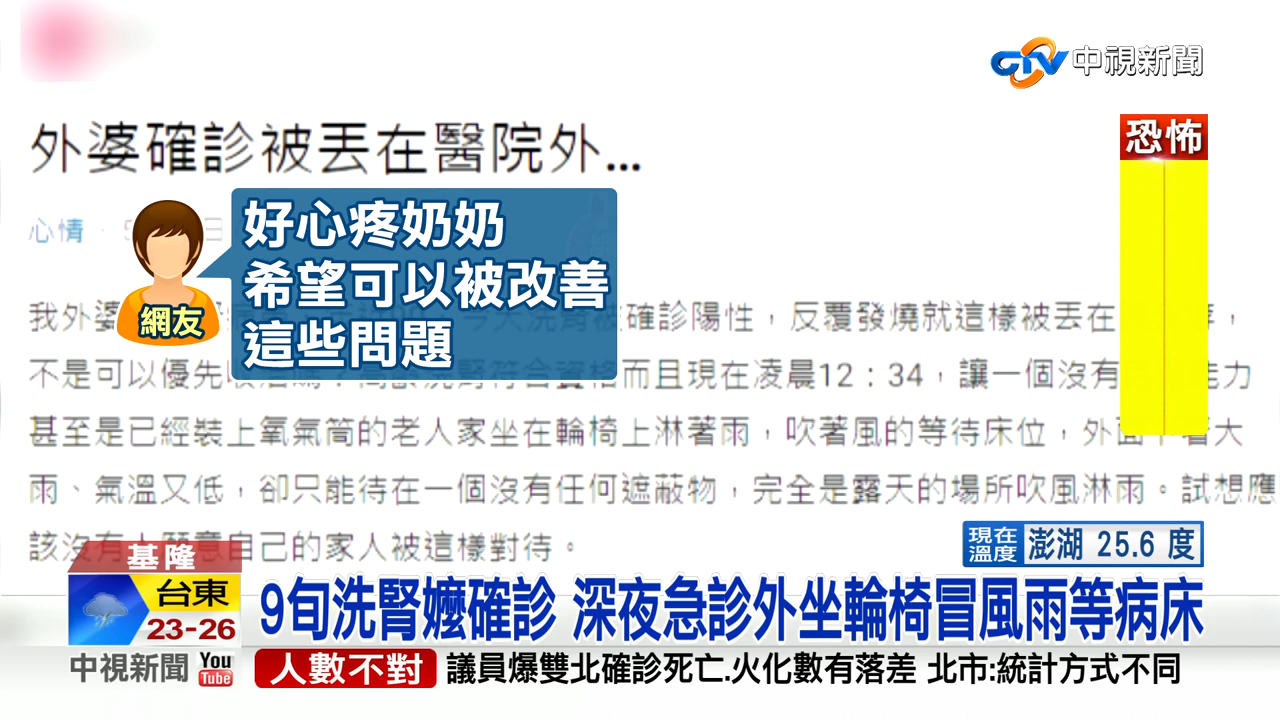 CTV 中視新聞
恐怖
外婆確診被丟在醫院外...
心情
好心疼奶奶
希望可以被改善
這些問題
網友
我外婆 確診陽性，反覆發燒就這樣被丟在
不是可以優先 而且現在凌晨12：34，讓一個沒有 能力
甚至是已經裝上氧氣筒的老人家坐在輪椅上淋著雨，吹著風的等待床位，外面下著大
雨、氣溫又低，卻只能待在一個沒有任何遮蔽物，完全是露天的場所吹風淋雨。試想應
該沒有人願意自己的家人被這樣對待。
現在溫度 澎湖 25.6 度
基隆
台東
23-26
9旬洗腎嬤確診 深夜急診外坐輪椅冒風雨等病床
中視新聞 YouTube
人數不對 議員爆雙北確診死亡.火化數有落差 北市:統計方式不同